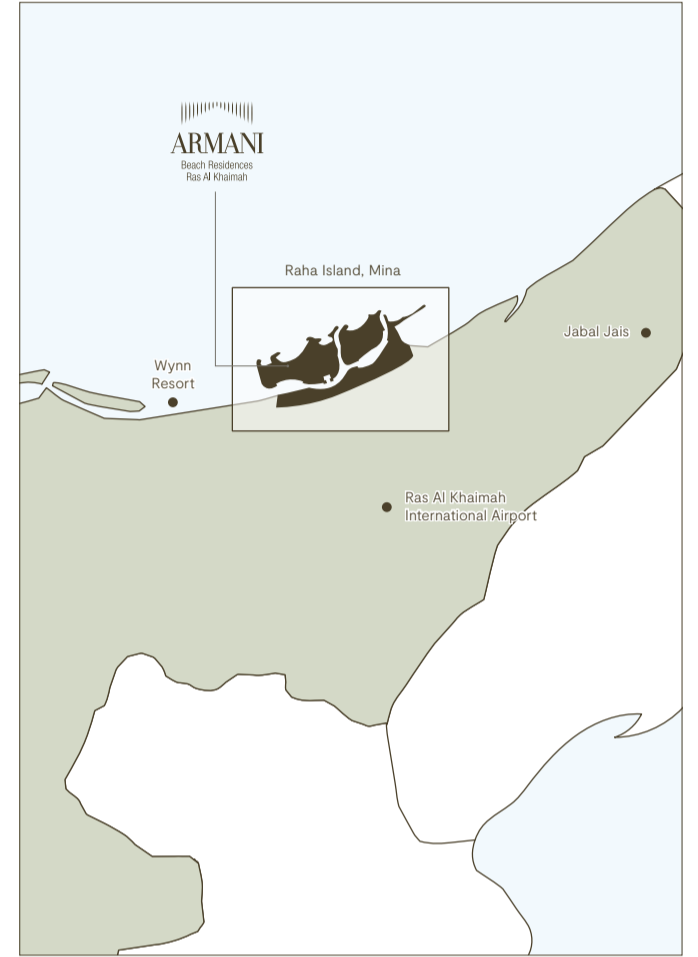 ARMANI
Beach Residences
Ras Al Khaimah
Raha Island, Mina
Jabal Jais
Wynn
Resort
Ras Al Khaimah
International Airport